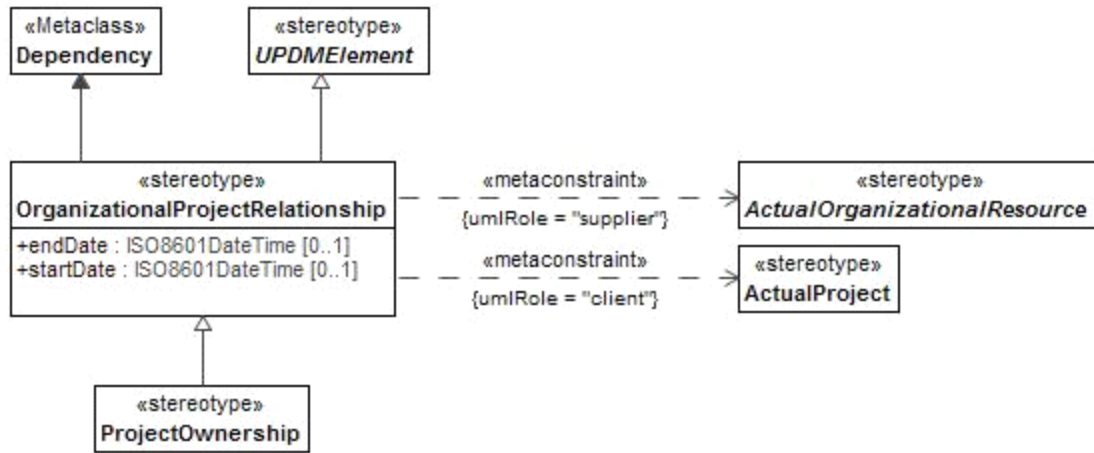 «Metaclass»
Dependency
«stereotype»
UPDMElement
«stereotype»
OrganizationalProjectRelationship
+endDate : ISO8601DateTime [0..1]
+startDate : ISO8601DateTime [0..1]
«metaconstraint»
{umlRole = "supplier"}
«stereotype»
ActualOrganizationalResource
«metaconstraint»
{umlRole = "client"}
«stereotype»
ActualProject
«stereotype»
ProjectOwnership